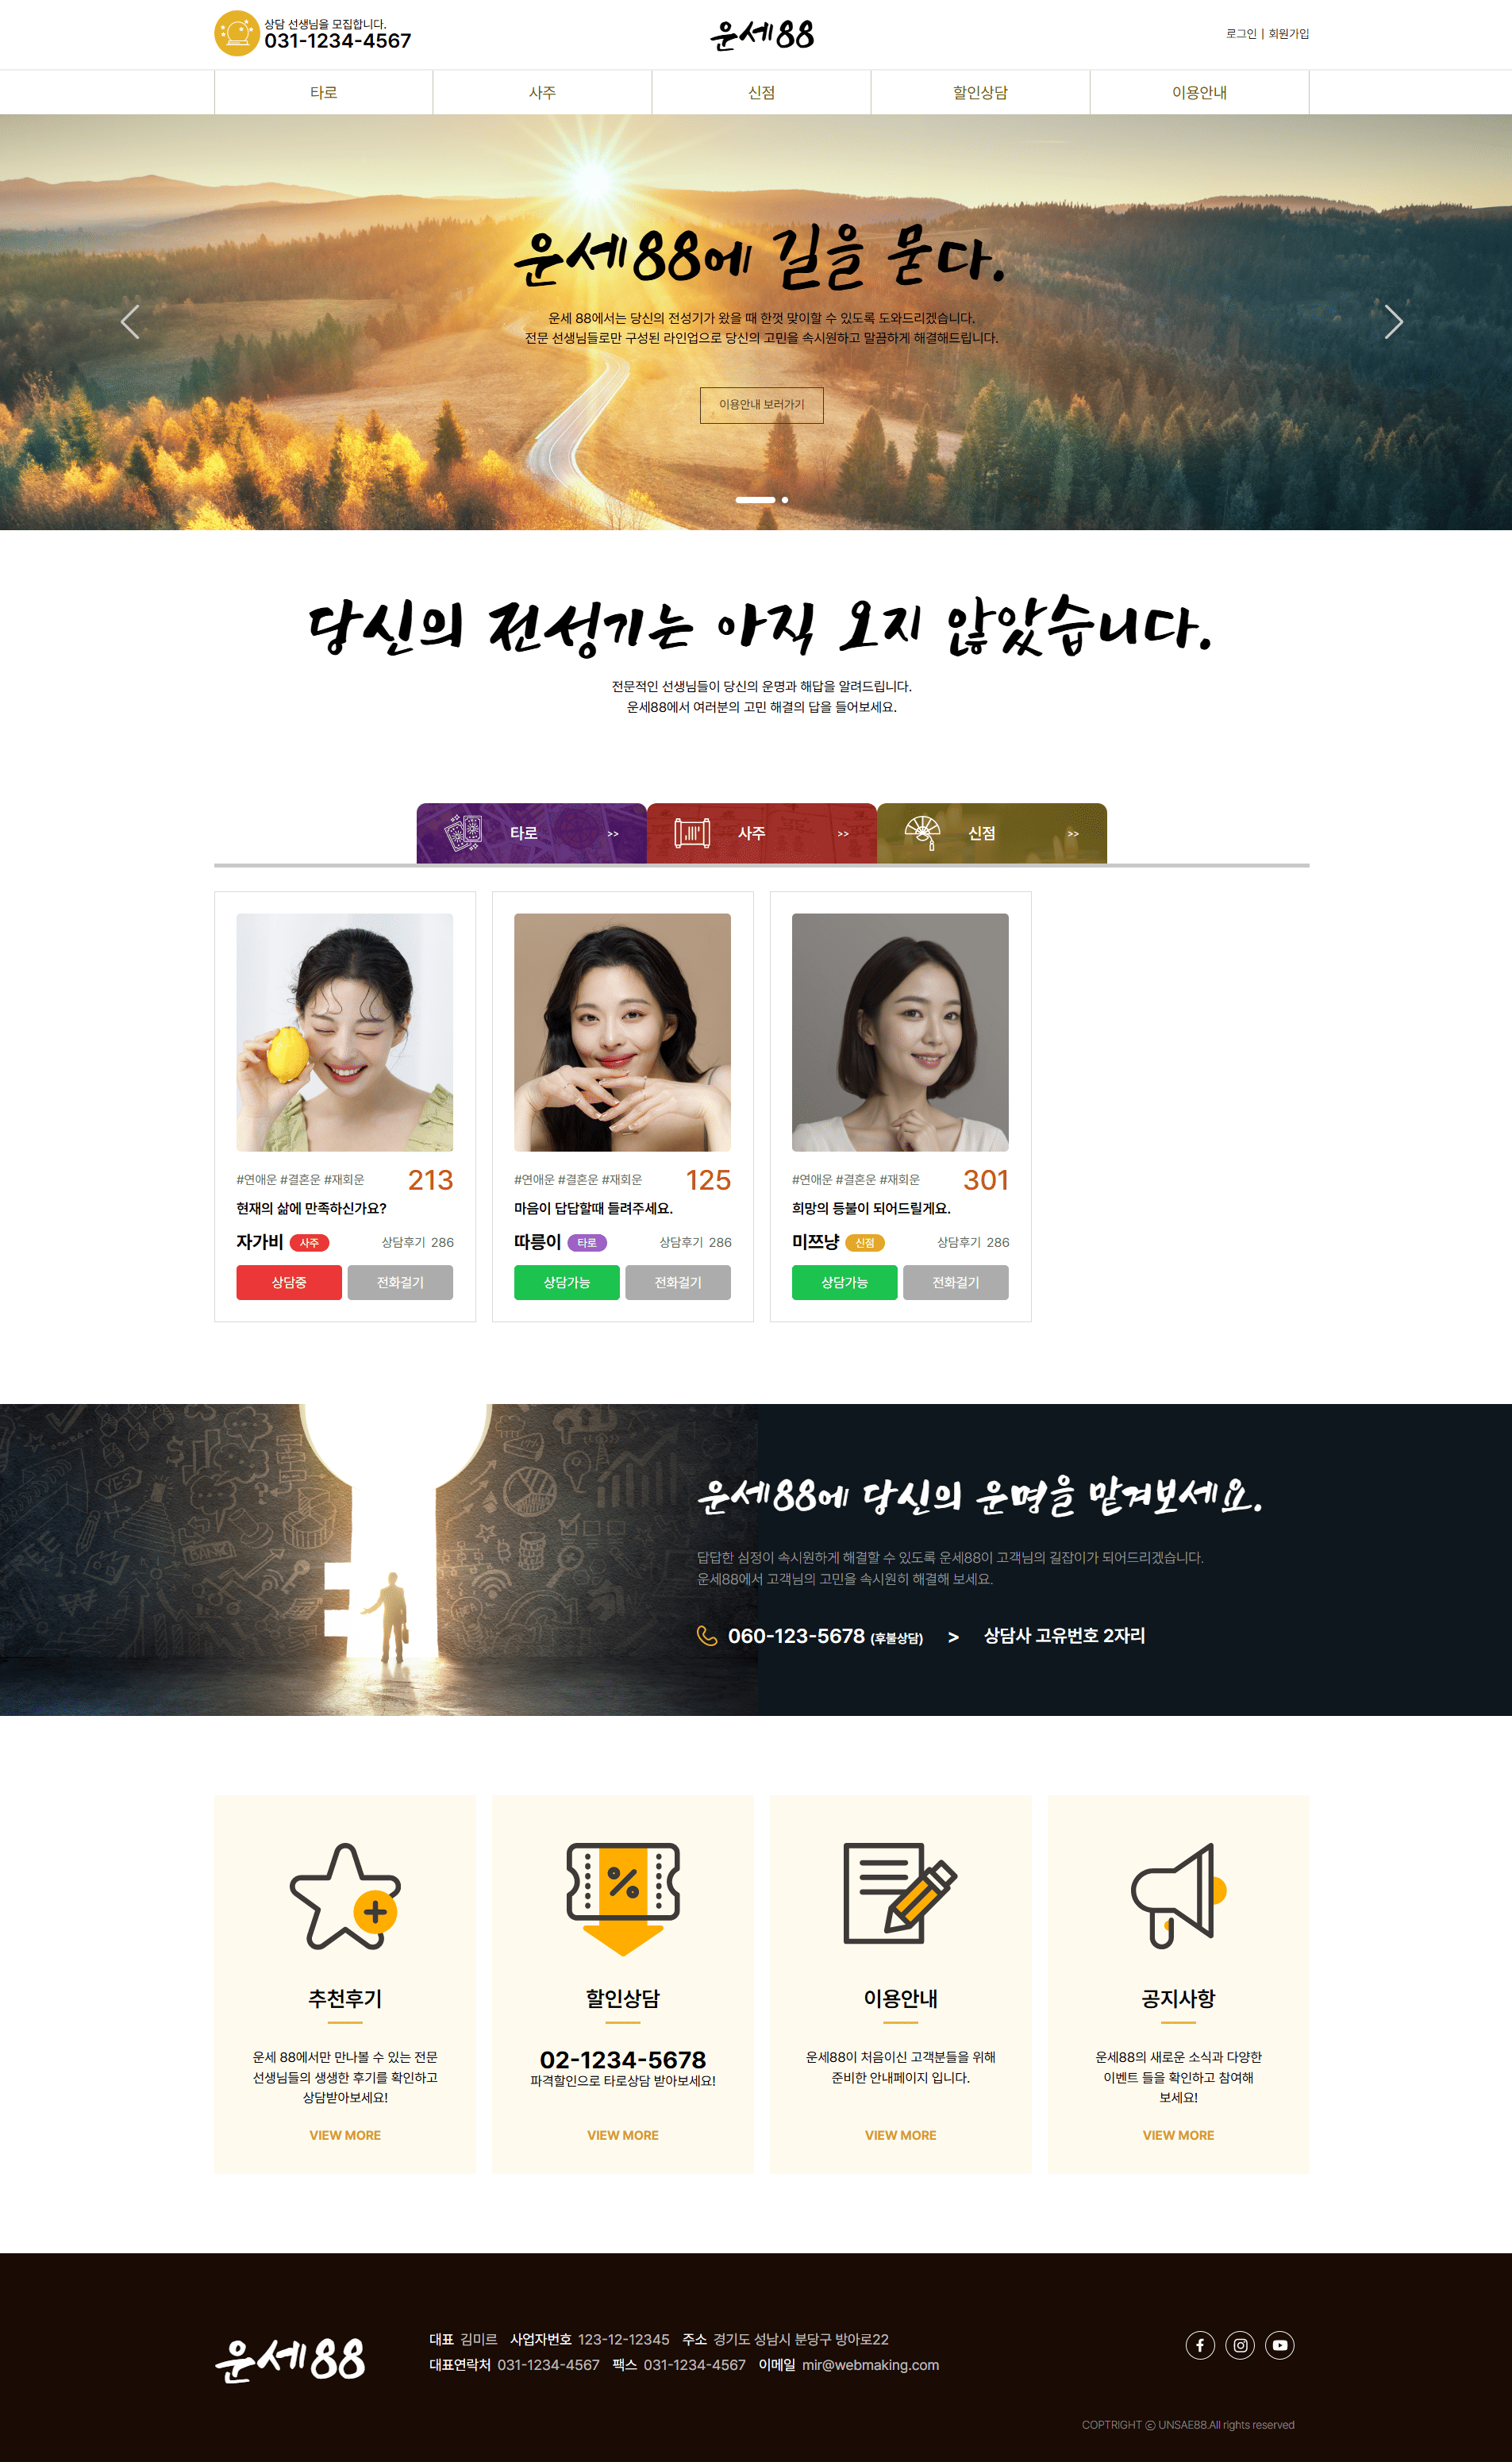 상담 선생님을 모집합니다.
031-1234-4567
운세88
로그인 | 회원가입
타로
사주
신점
할인상담
이용안내
운세88에 길을 묻다.
운세 88에서는 당신의 전성기가 왔을 때 한껏 맞이할 수 있도록 도와드리겠습니다.
전문 선생님들로만 구성된 라인업으로 당신의 고민을 속시원하고 말끔하게 해결해드립니다.
이용안내 보러가기
당신의 전성기는 아직 오지 않았습니다.
전문적인 선생님들이 당신의 운명과 해답을 알려드립니다.
운세88에서 여러분의 고민 해결의 답을 들어보세요.
타로 >>
사주 >>
신점 >>
#연애운 #결혼운 #재회운 213
현재의 삶에 만족하신가요?
자가비 사주 상담후기 286
상담중 전화걸기
#연애운 #결혼운 #재회운 125
마음이 답답할때 들려주세요.
따릉이 타로 상담후기 286
상담가능 전화걸기
#연애운 #결혼운 #재회운 301
희망의 등불이 되어드릴게요.
미쯔냥 신점 상담후기 286
상담가능 전화걸기
운세88에 당신의 운명을 맡겨보세요.
답답한 심정이 속시원하게 해결할 수 있도록 운세88이 고객님의 길잡이가 되어드리겠습니다.
운세88에서 고객님의 고민을 속시원히 해결해 보세요.
060-123-5678 (후불상담) > 상담사 고유번호 2자리
추천후기
운세 88에서만 만나볼 수 있는 전문
선생님들의 생생한 후기를 확인하고
상담받아보세요!
VIEW MORE
할인상담
02-1234-5678
파격할인으로 타로상담 받아보세요!
VIEW MORE
이용안내
운세88이 처음이신 고객분들을 위해
준비한 안내페이지 입니다.
VIEW MORE
공지사항
운세88의 새로운 소식과 다양한
이벤트 들을 확인하고 참여해
보세요!
VIEW MORE
운세88
대표 김미르 사업자번호 123-12-12345 주소 경기도 성남시 분당구 방아로22
대표연락처 031-1234-4567 팩스 031-1234-4567 이메일 mir@webmaking.com
COPTRIGHT ⓒ UNSAE88.All rights reserved